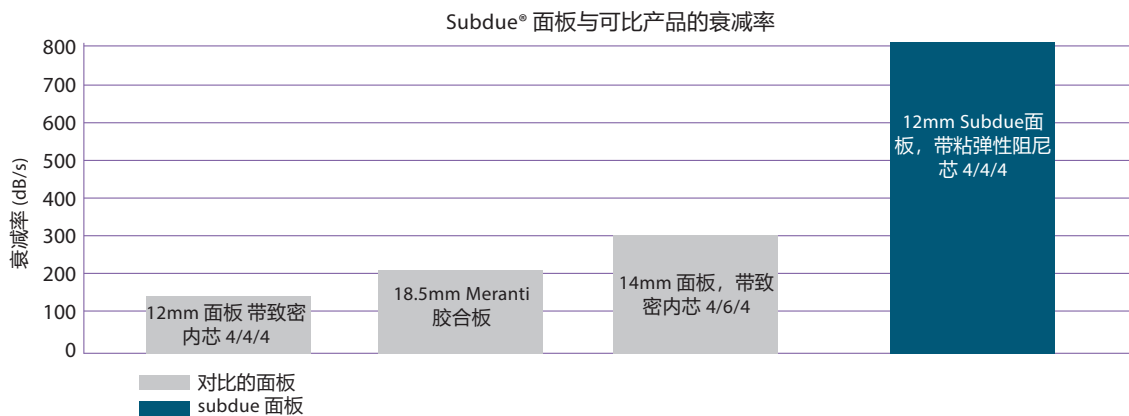 Subdue® 面板与可比产品的衰减率
800
700
600
500
400
300
200
100
0
衰减率 (dB/s)
12mm 面板 带致密
内芯 4/4/4
18.5mm Meranti
胶合板
14mm 面板，带致
密内芯 4/6/4
12mm Subdue面
板，带粘弹性阻尼
芯 4/4/4
对比的面板
subdue 面板